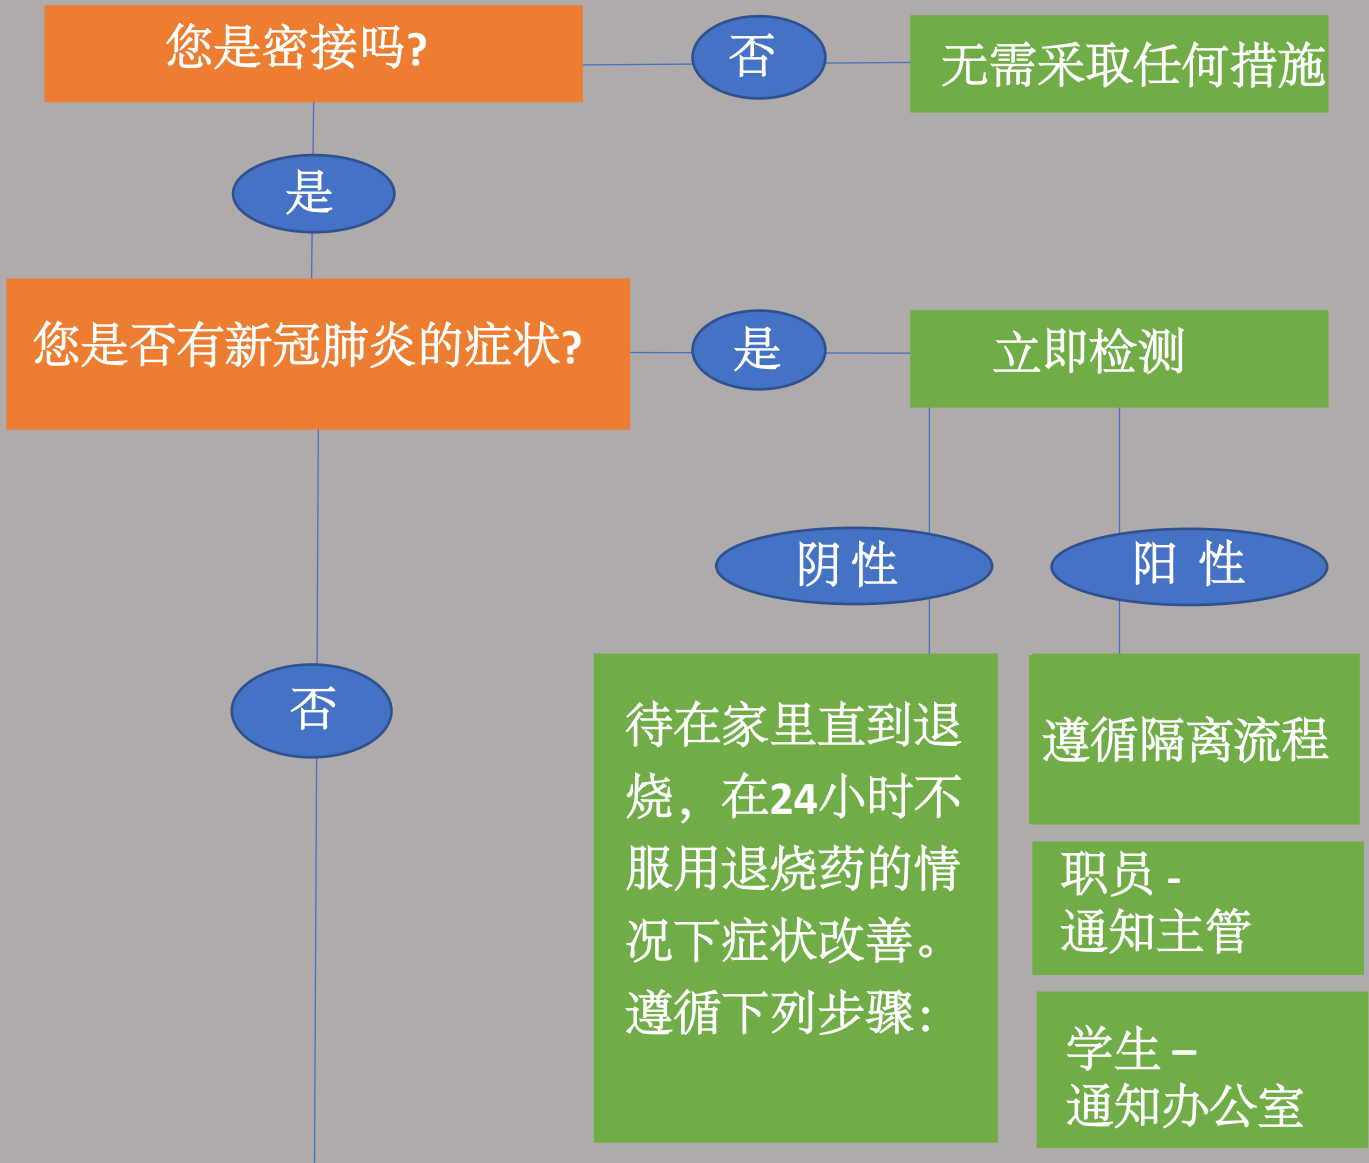 您是密接吗?
否
无需采取任何措施
是
您是否有新冠肺炎的症状?
是
立即检测
阴性
阳 性
否
待在家里直到退
烧，在24小时不
服用退烧药的情
况下症状改善。
遵循下列步骤：
遵循隔离流程
职员 -
通知主管
学生 –
通知办公室